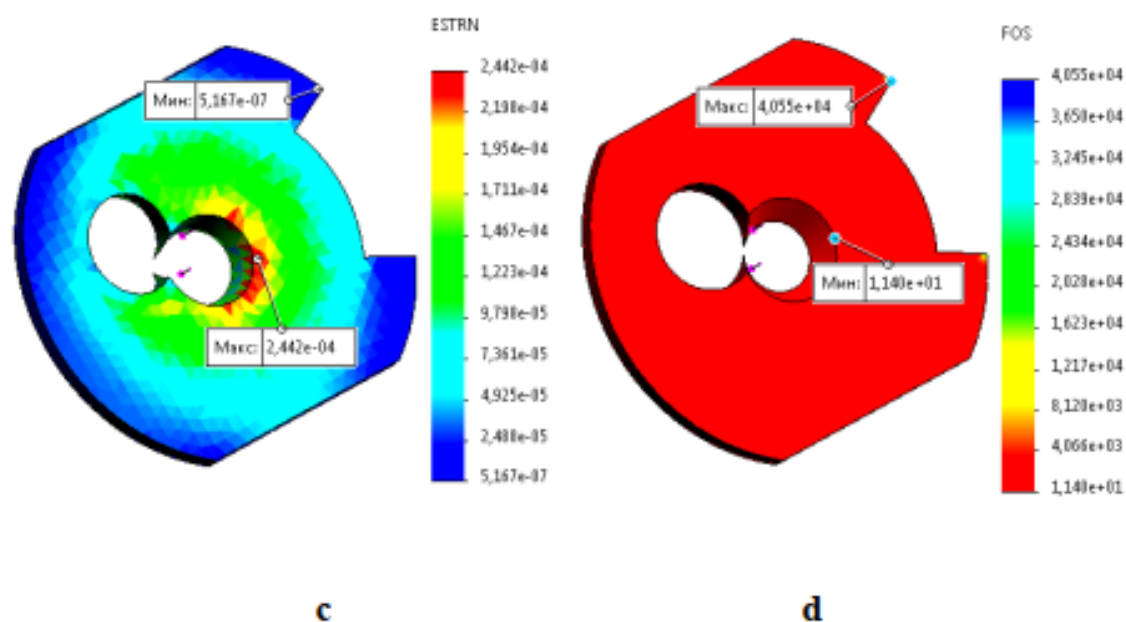 ESTRN
Мин: 5,167e-07
Макс: 2,442e-04
2,442e-04
2,198e-04
1,954e-04
1,711e-04
1,467e-04
1,223e-04
9,798e-05
7,361e-05
4,925e-05
2,488e-05
5,167e-07
c
FOS
Макс: 4,055e+04
Мин: 1,140e+01
4,055e+04
3,650e+04
3,245e+04
2,839e+04
2,434e+04
2,028e+04
1,623e+04
1,217e+04
8,120e+03
4,066e+03
1,140e+01
d